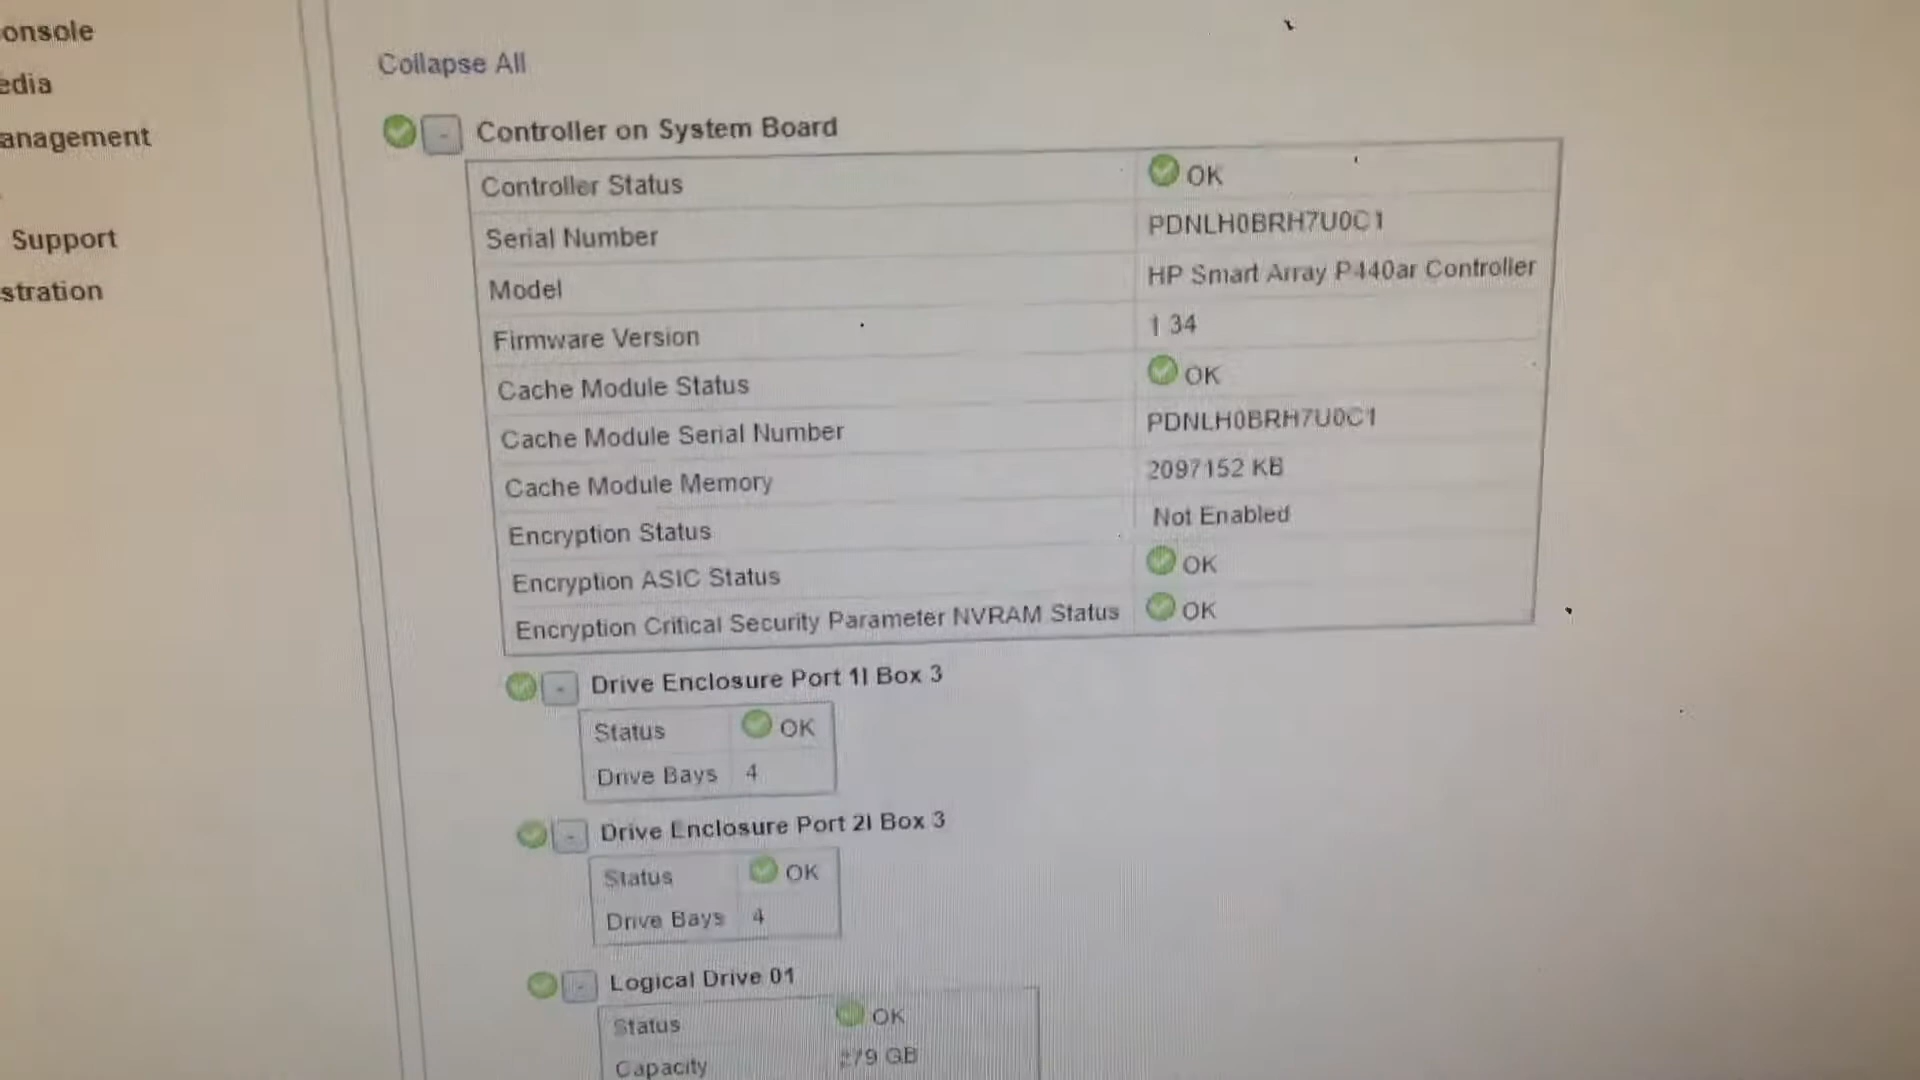 onsole
edia
anagement
Support
stration
Collapse All
- Controller on System Board
Controller Status OK
Serial Number PDNLH0BRH7U0C1
Model HP Smart Array P440ar Controller
Firmware Version 1 34
Cache Module Status OK
Cache Module Serial Number PDNLH0BRH7U0C1
Cache Module Memory 2097152 KB
Encryption Status Not Enabled
Encryption ASIC Status OK
Encryption Critical Security Parameter NVRAM Status OK
- Drive Enclosure Port 1I Box 3
Status OK
Drive Bays 4
- Drive Enclosure Port 2I Box 3
Status OK
Drive Bays 4
- Logical Drive 01
Status OK
Capacity 279 GB